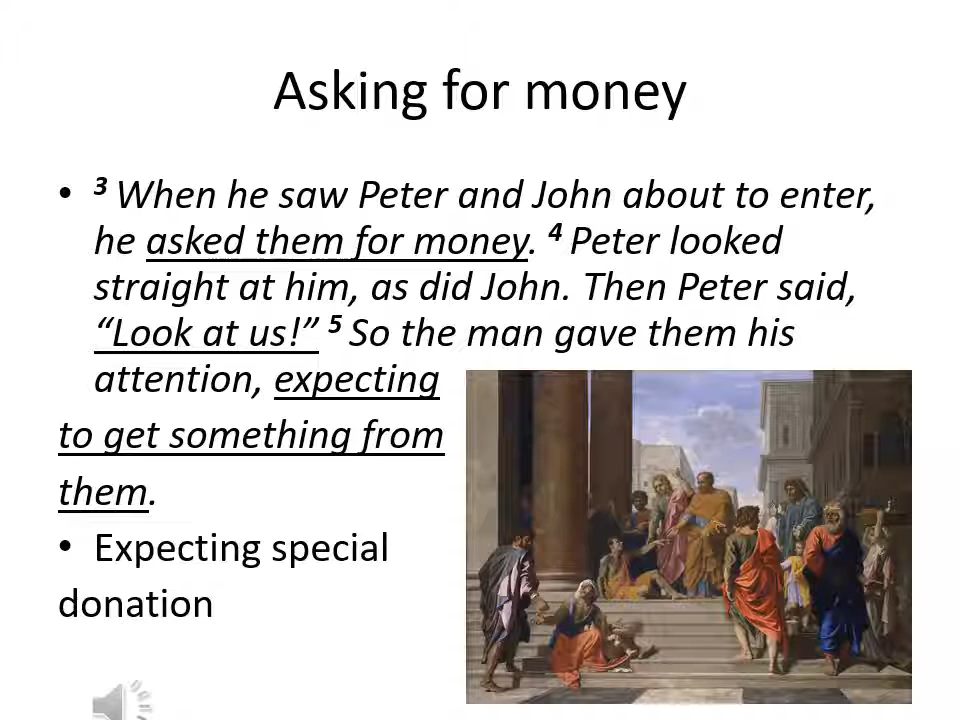 Asking for money
• ³ When he saw Peter and John about to enter,
he asked them for money. ⁴ Peter looked
straight at him, as did John. Then Peter said,
“Look at us!” ⁵ So the man gave them his
attention, expecting
to get something from
them.
• Expecting special
donation